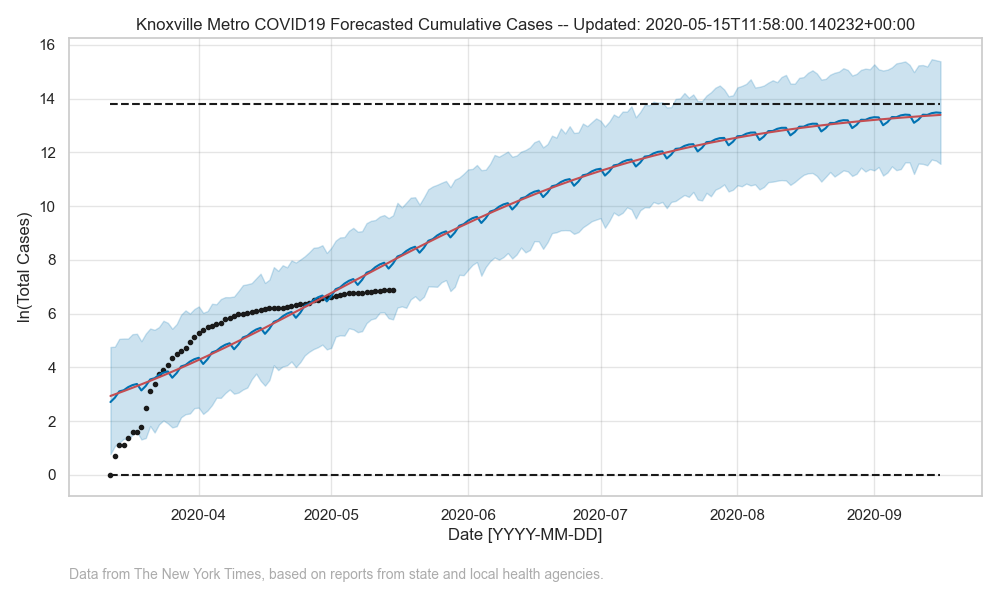 Knoxville Metro COVID19 Forecasted Cumulative Cases -- Updated: 2020-05-15T11:58:00.140232+00:00
ln(Total Cases)
16
14
12
10
8
6
4
2
0
2020-04 2020-05 2020-06 2020-07 2020-08 2020-09
Date [YYYY-MM-DD]
Data from The New York Times, based on reports from state and local health agencies.